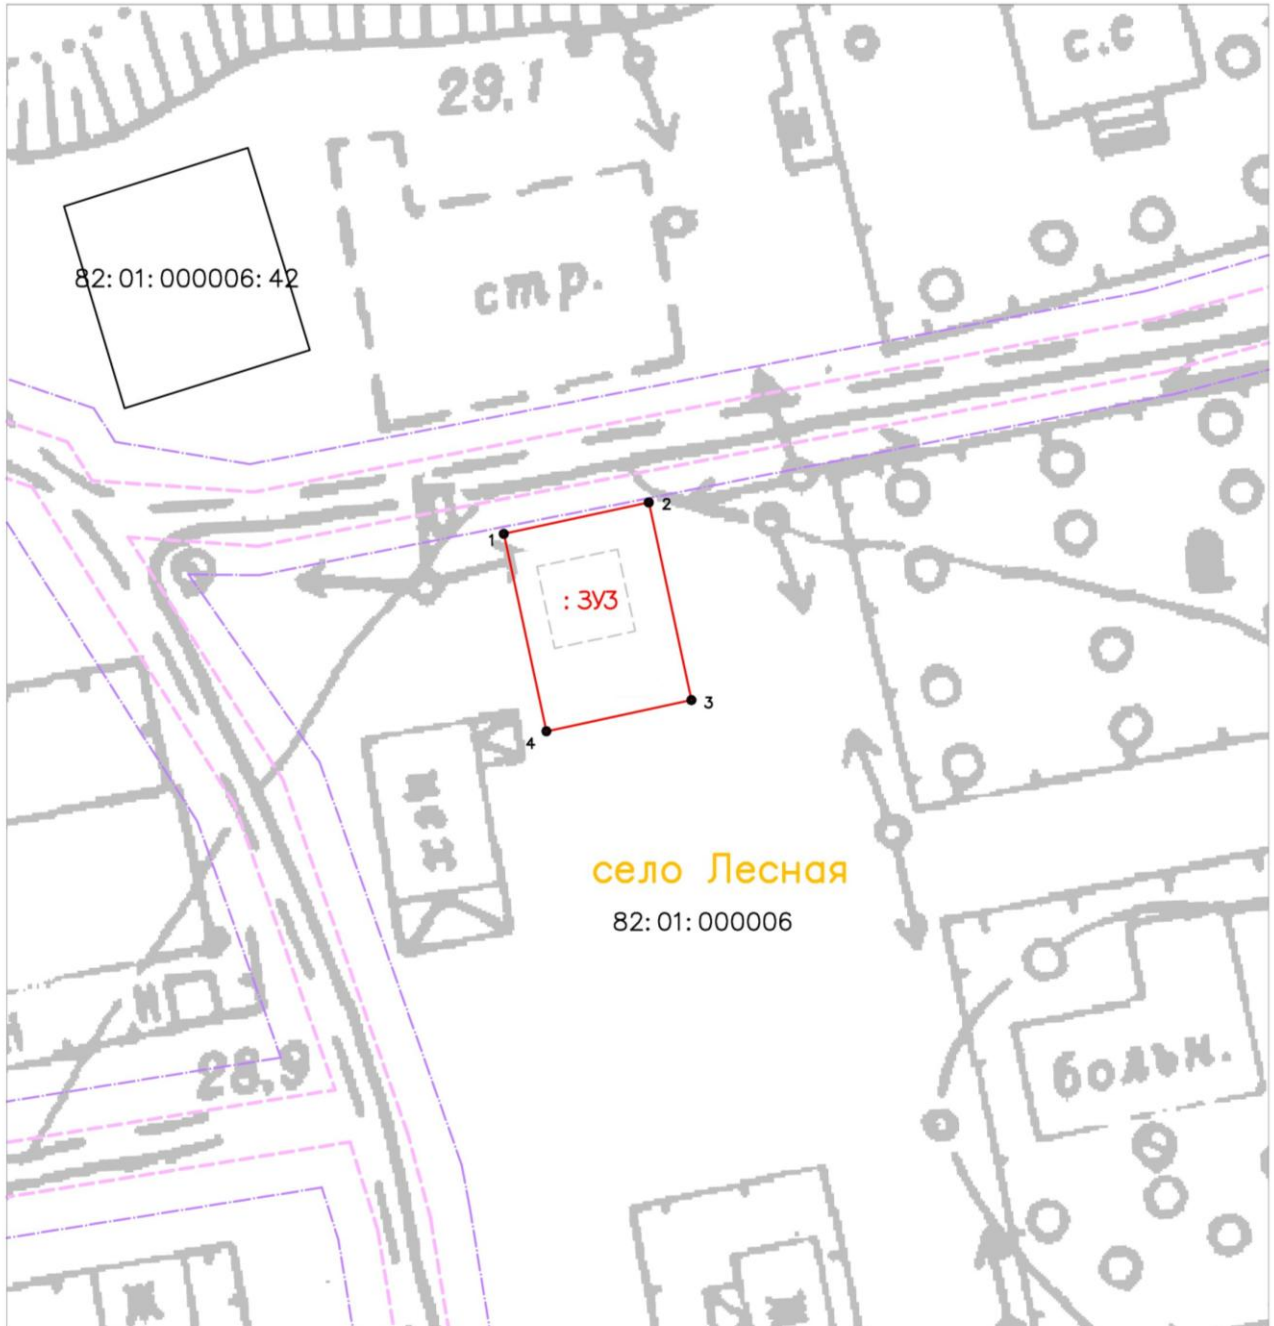 с.с
29,1
ж
82:01:000006:42
стр.
2
1
:ЗУ3
3
4
неж
село Лесная
82:01:000006
н
28,9
больн.
ж
ж